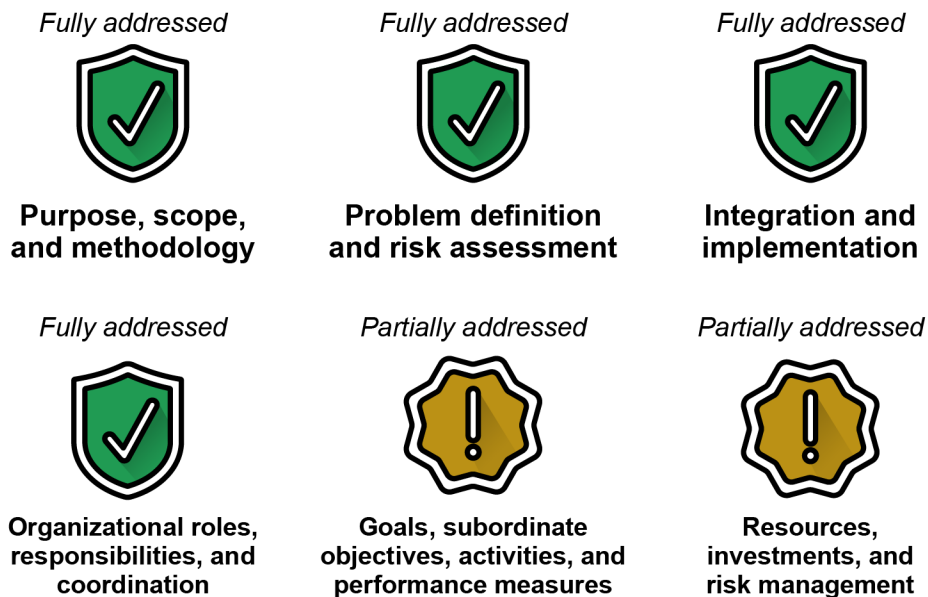 Fully addressed
Fully addressed
Fully addressed
Purpose, scope,
and methodology
Problem definition
and risk assessment
Integration and
implementation
Fully addressed
Partially addressed
Partially addressed
Organizational roles,
responsibilities, and
coordination
Goals, subordinate
objectives, activities, and
performance measures
Resources,
investments, and
risk management